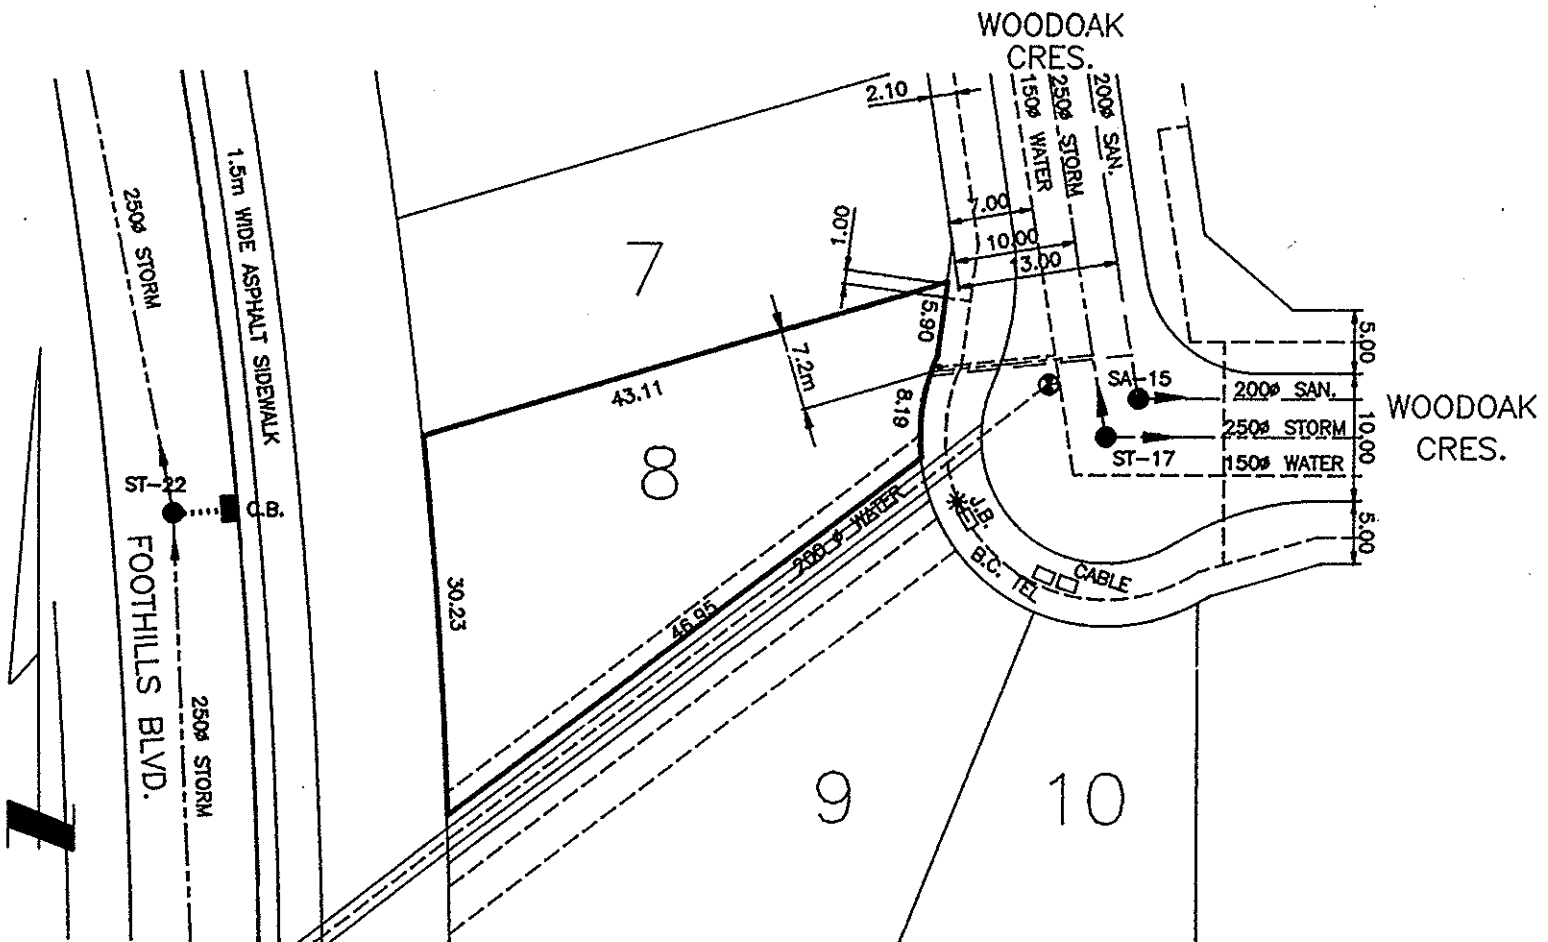 WOODOAK
CRES.
2.10
150ø WATER
250ø STORM
200ø SAN.
1.5m WIDE ASPHALT SIDEWALK
250ø STORM
7
1.00
7.00
10.00
13.00
5.90
7.2m
43.11
8.19
SA-15
200ø SAN.
250ø STORM
150ø WATER
ST-17
5.00
10.00
5.00
WOODOAK
CRES.
8
ST-22
C.B.
FOOTHILLS BLVD.
200 ø WATER
J.B.
B.C. TEL
CABLE
30.23
46.95
250ø STORM
9
10